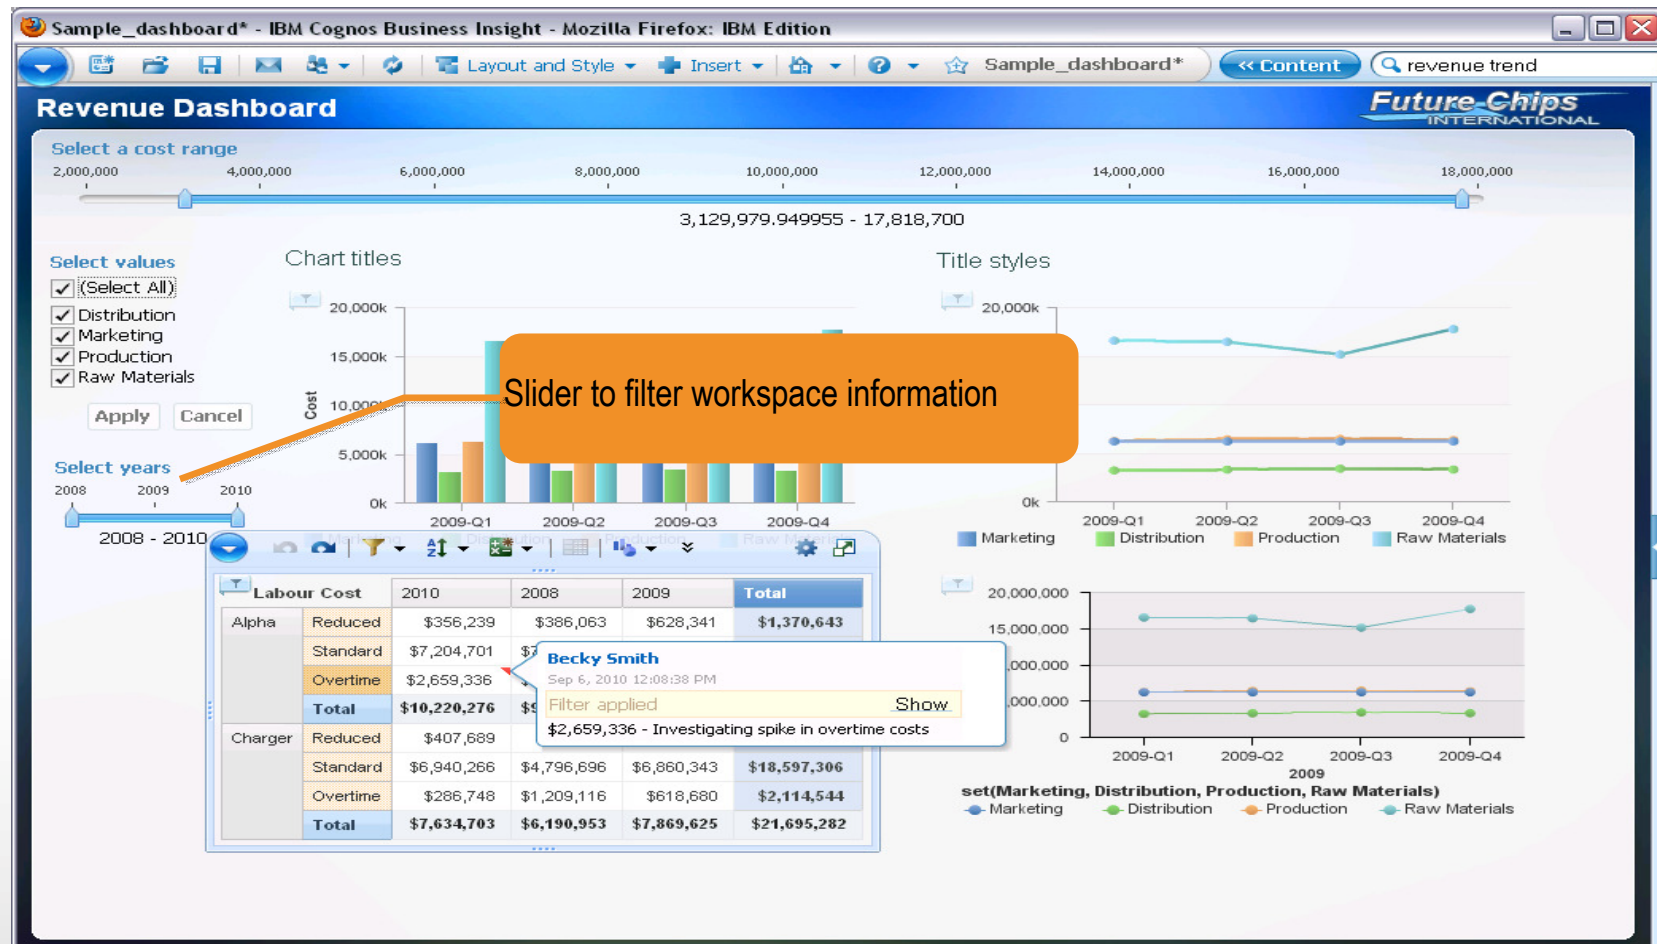 Sample_dashboard* - IBM Cognos Business Insight - Mozilla Firefox: IBM Edition
Layout and Style Insert Sample_dashboard* << Content revenue trend
Revenue Dashboard
Future Chips
INTERNATIONAL
Select a cost range
2,000,000 4,000,000 6,000,000 8,000,000 10,000,000 12,000,000 14,000,000 16,000,000 18,000,000
3,129,979.949955 - 17,818,700
Select values
(Select All)
Distribution
Marketing
Production
Raw Materials
Apply Cancel
Select years
2008 2009 2010
2008 - 2010
Chart titles
20,000k
15,000k
10,000k
5,000k
0k
Cost
2009-Q1 2009-Q2 2009-Q3 2009-Q4
Slider to filter workspace information
Title styles
20,000k
0k
2009-Q1 2009-Q2 2009-Q3 2009-Q4
Marketing Distribution Production Raw Materials
Labour Cost 2010 2008 2009 Total
Alpha Reduced $356,239 $386,063 $628,341 $1,370,643
Standard $7,204,701
Overtime $2,659,336
Total $10,220,276
Charger Reduced $407,689
Standard $6,940,266 $4,796,696 $6,860,343 $18,597,306
Overtime $286,748 $1,209,116 $618,680 $2,114,544
Total $7,634,703 $6,190,953 $7,869,625 $21,695,282
Becky Smith
Sep 6, 2010 12:08:38 PM
Filter applied Show
$2,659,336 - Investigating spike in overtime costs
20,000,000
15,000,000
,000,000
,000,000
0
2009-Q1 2009-Q2 2009-Q3 2009-Q4
2009
set(Marketing, Distribution, Production, Raw Materials)
Marketing Distribution Production Raw Materials